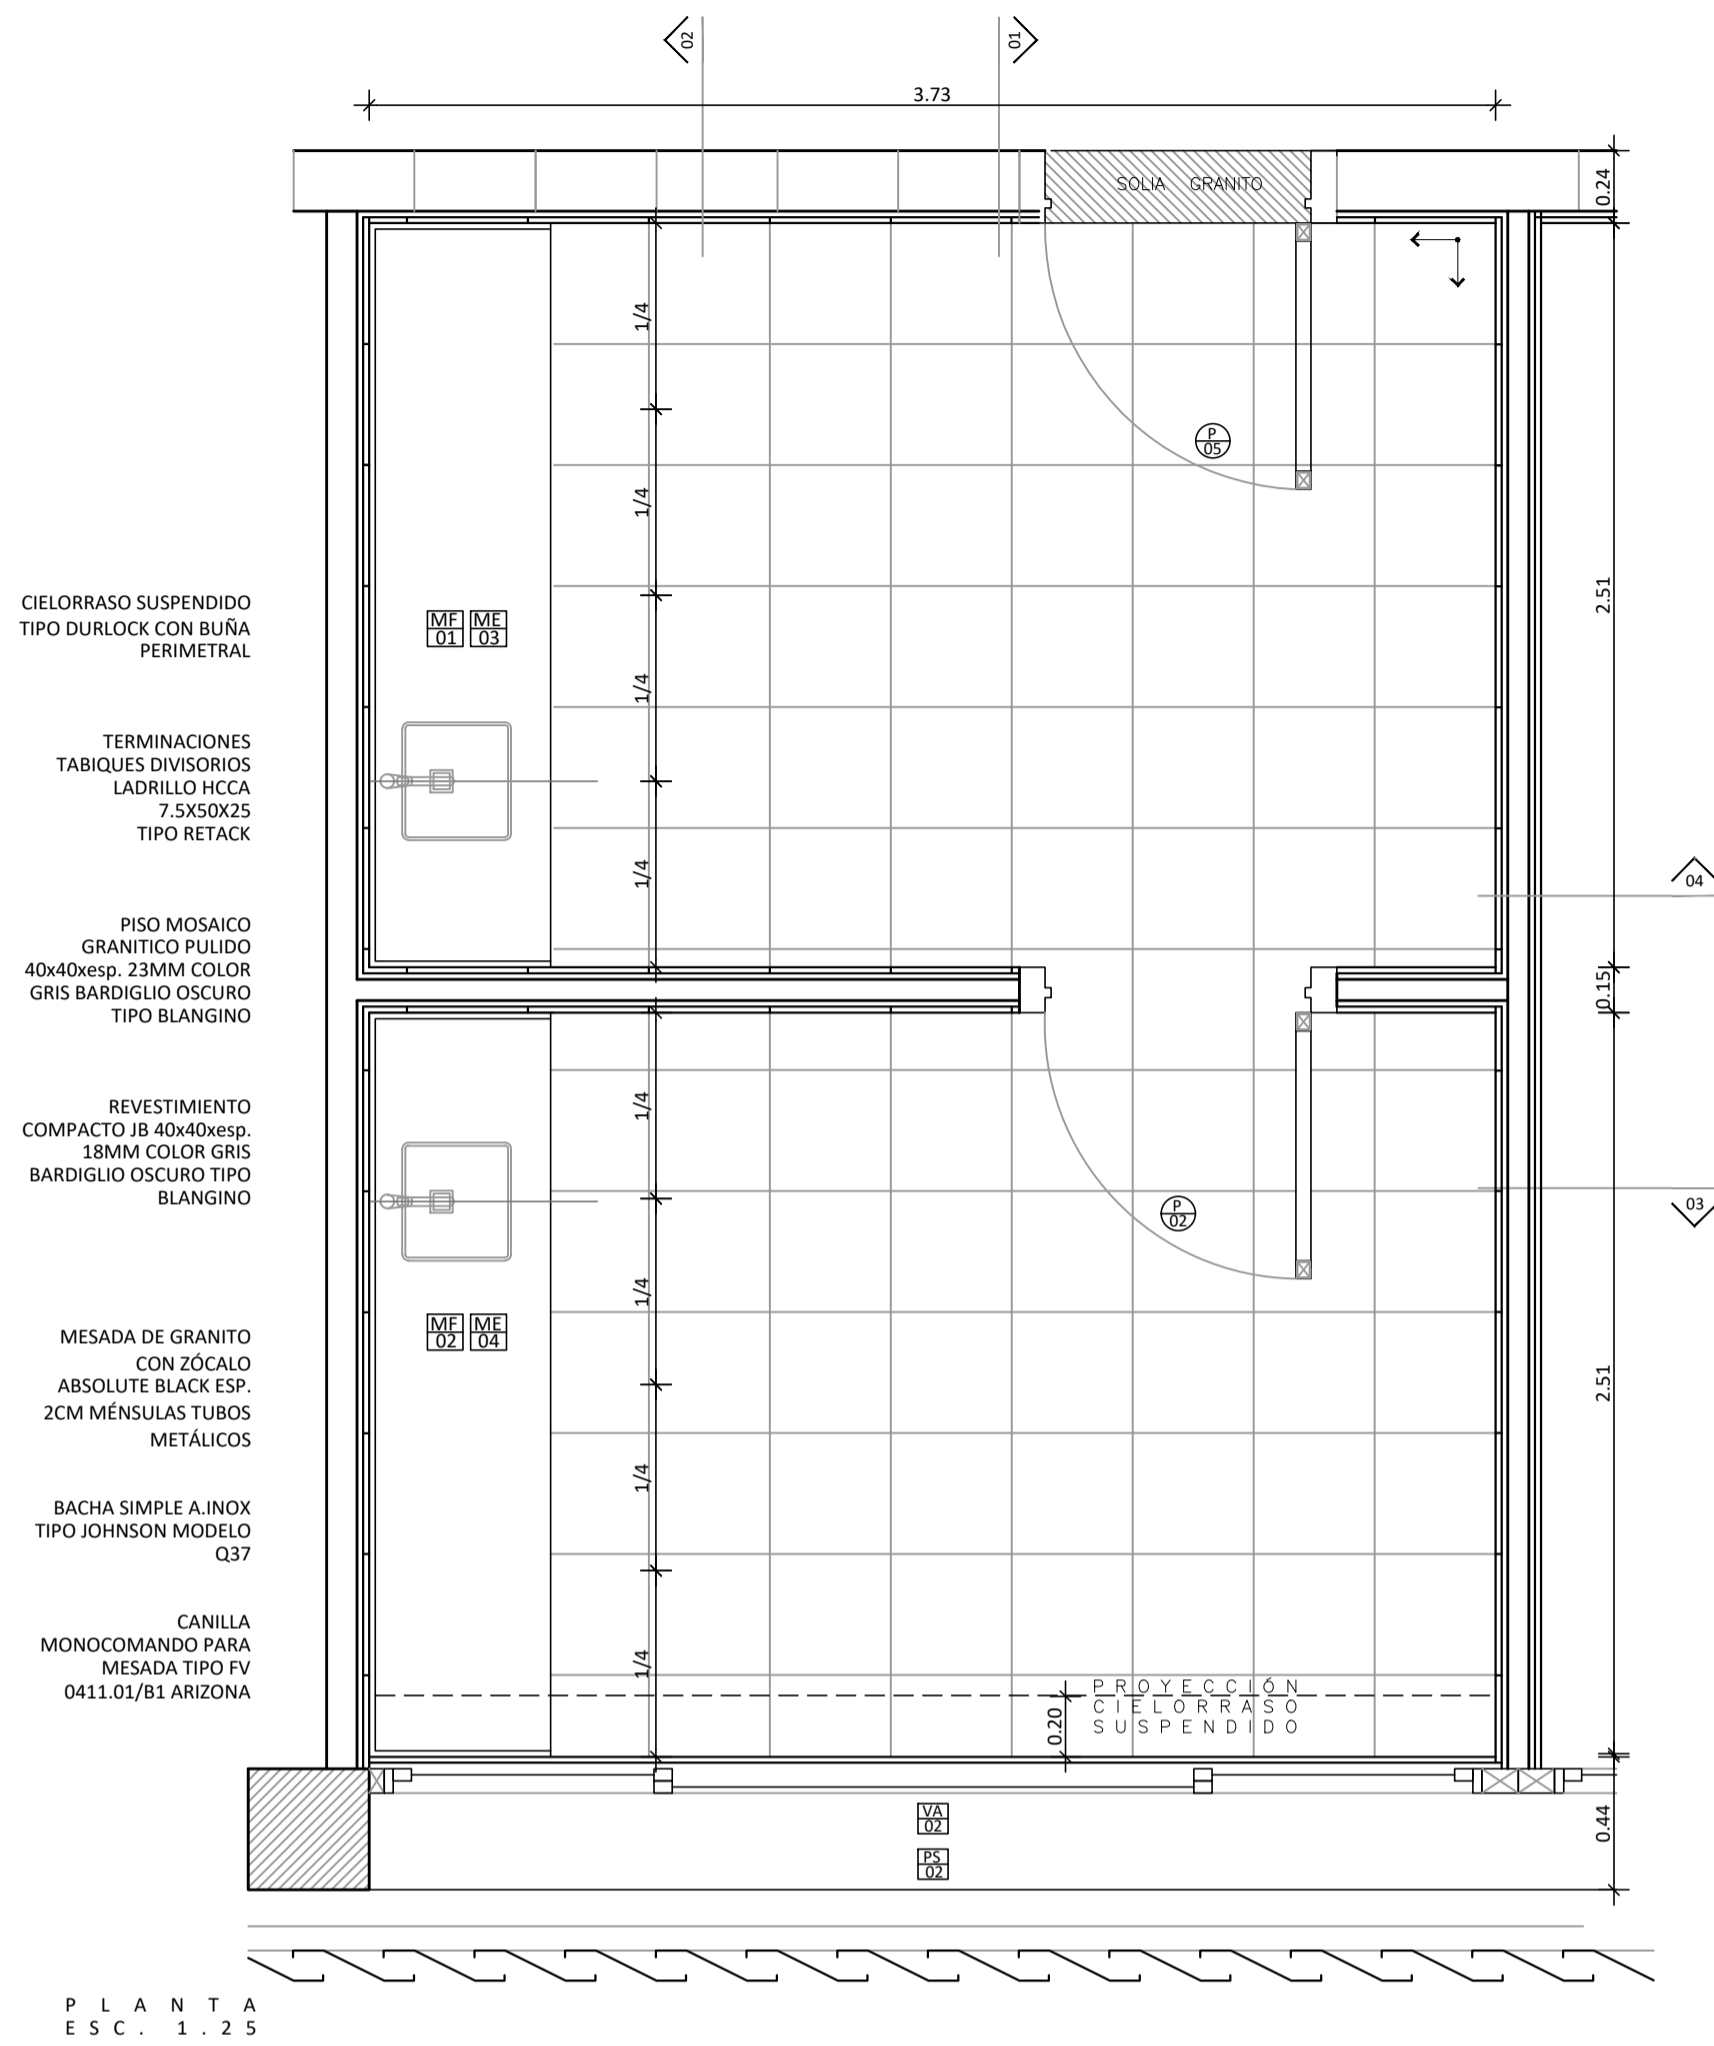 02
01
3.73
SOLIA GRANITO
0.24
1/4
P
05
1/4
2.51
CIELORRASO SUSPENDIDO
TIPO DURLOCK CON BUÑA
PERIMETRAL
MF ME
01 03
1/4
TERMINACIONES
TABIQUES DIVISORIOS
LADRILLO HCCA
7.5X50X25
TIPO RETACK
1/4
04
PISO MOSAICO
GRANITICO PULIDO
40x40xesp. 23MM COLOR
GRIS BARDIGLIO OSCURO
TIPO BLANGINO
0.15
REVESTIMIENTO
COMPACTO JB 40x40xesp.
18MM COLOR GRIS
BARDIGLIO OSCURO TIPO
BLANGINO
1/4
P
02
03
1/4
MF ME
02 04
MESADA DE GRANITO
CON ZÓCALO
ABSOLUTE BLACK ESP.
2CM MÉNSULAS TUBOS
METÁLICOS
2.51
1/4
BACHA SIMPLE A.INOX
TIPO JOHNSON MODELO
Q37
CANILLA
MONOCOMANDO PARA
MESADA TIPO FV
0411.01/B1 ARIZONA
1/4
PROYECCIÓN
CIELORRASO
SUSPENDIDO
0.20
VA
02
PS
02
0.44
PLANTA
ESC. 1.25